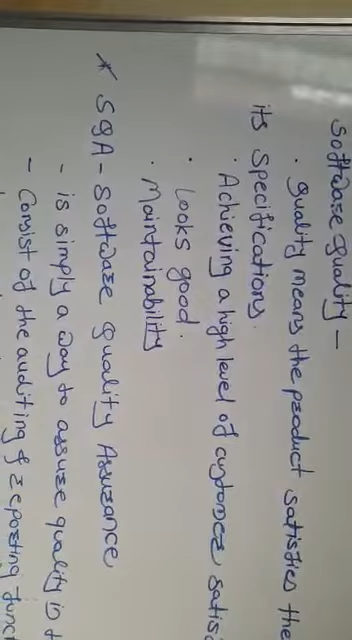 Software Quality -
· Quality means the product satisfies the
its specifications.
· Achieving a high level of customer satis
· Looks good.
· Maintainability
* SQA - Software Quality Assurance
- is simply a way to assure quality in
- Consist of the auditing & reporting funct